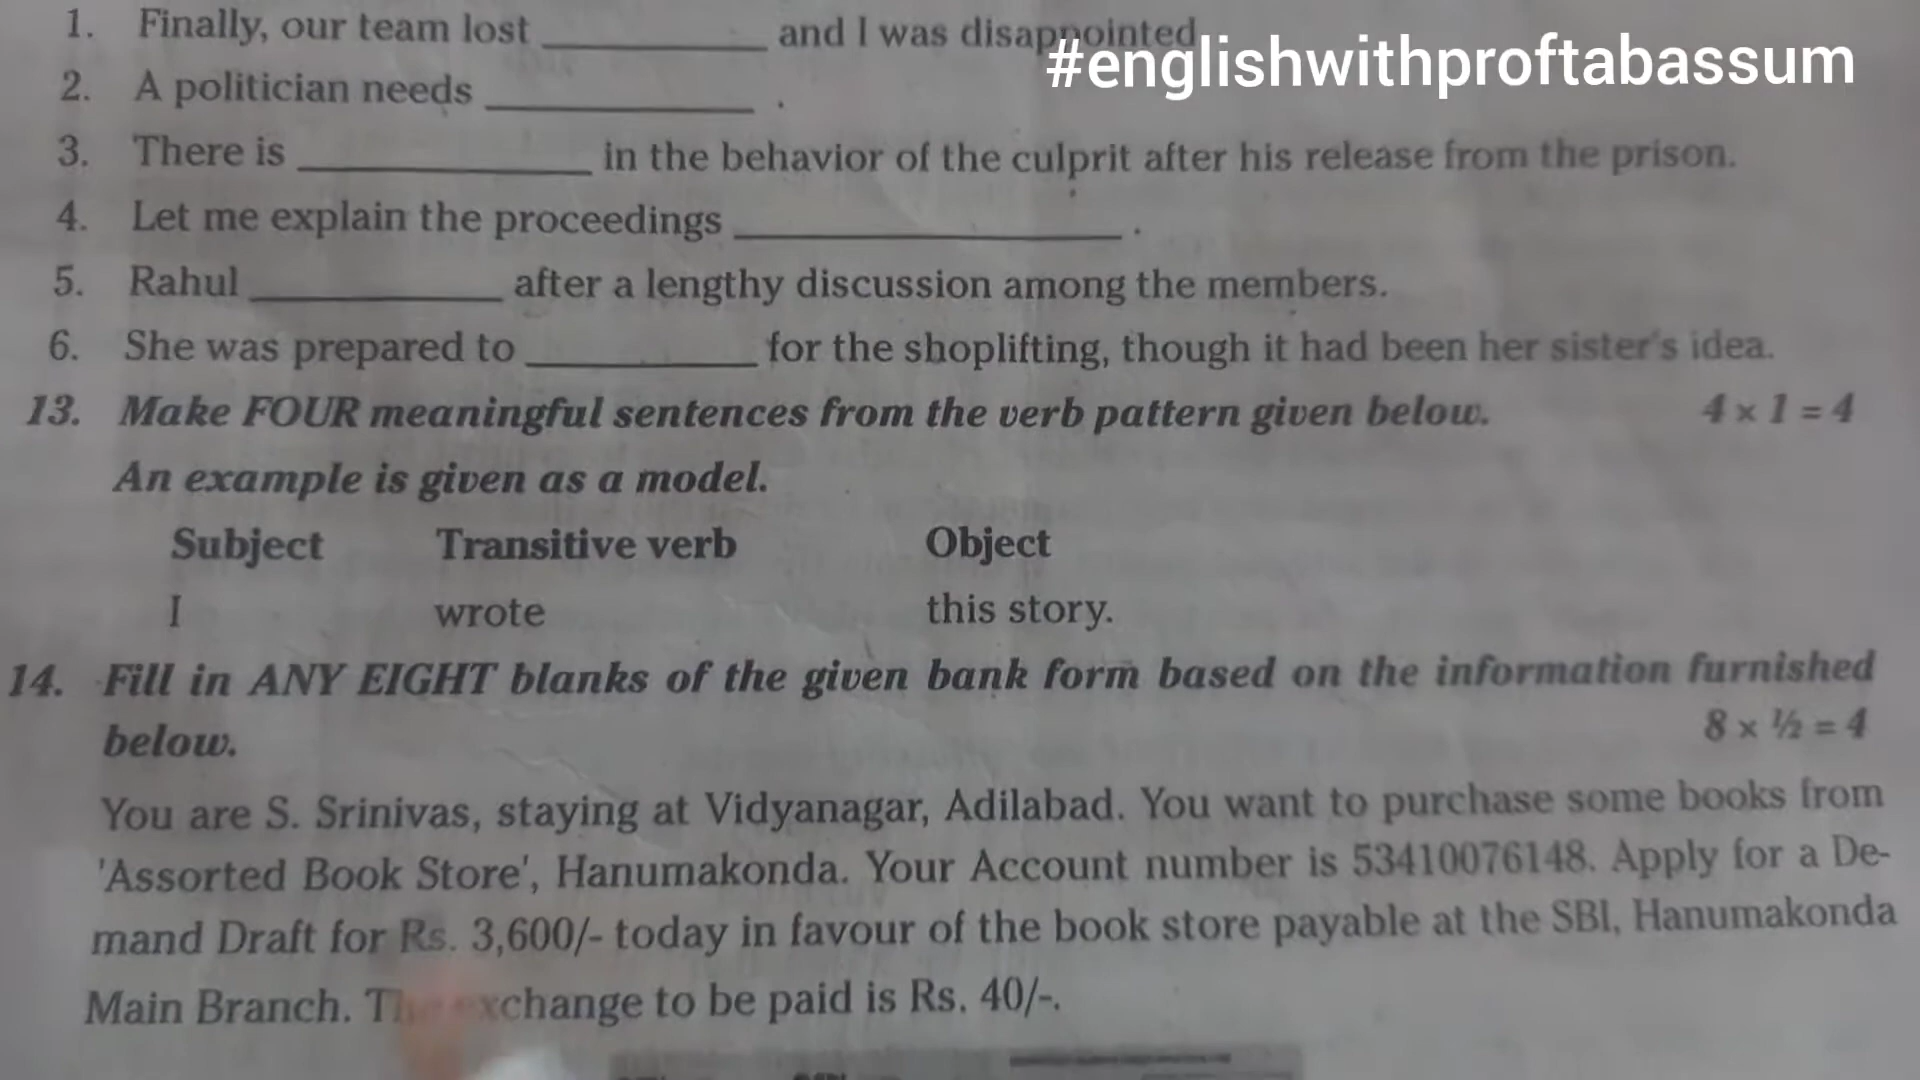 1. Finally, our team lost ____________ and I was disappointed
#englishwithproftabassum
2. A politician needs ____________ .
3. There is ____________ in the behavior of the culprit after his release from the prison.
4. Let me explain the proceedings ____________ .
5. Rahul ____________ after a lengthy discussion among the members.
6. She was prepared to ____________ for the shoplifting, though it had been her sister's idea.
13. Make FOUR meaningful sentences from the verb pattern given below. 4 x 1 = 4
An example is given as a model.
Subject Transitive verb Object
I wrote this story.
14. Fill in ANY EIGHT blanks of the given bank form based on the information furnished
below. 8 x ½ = 4
You are S. Srinivas, staying at Vidyanagar, Adilabad. You want to purchase some books from
'Assorted Book Store', Hanumakonda. Your Account number is 53410076148. Apply for a De-
mand Draft for Rs. 3,600/- today in favour of the book store payable at the SBI, Hanumakonda
Main Branch. The exchange to be paid is Rs. 40/-.